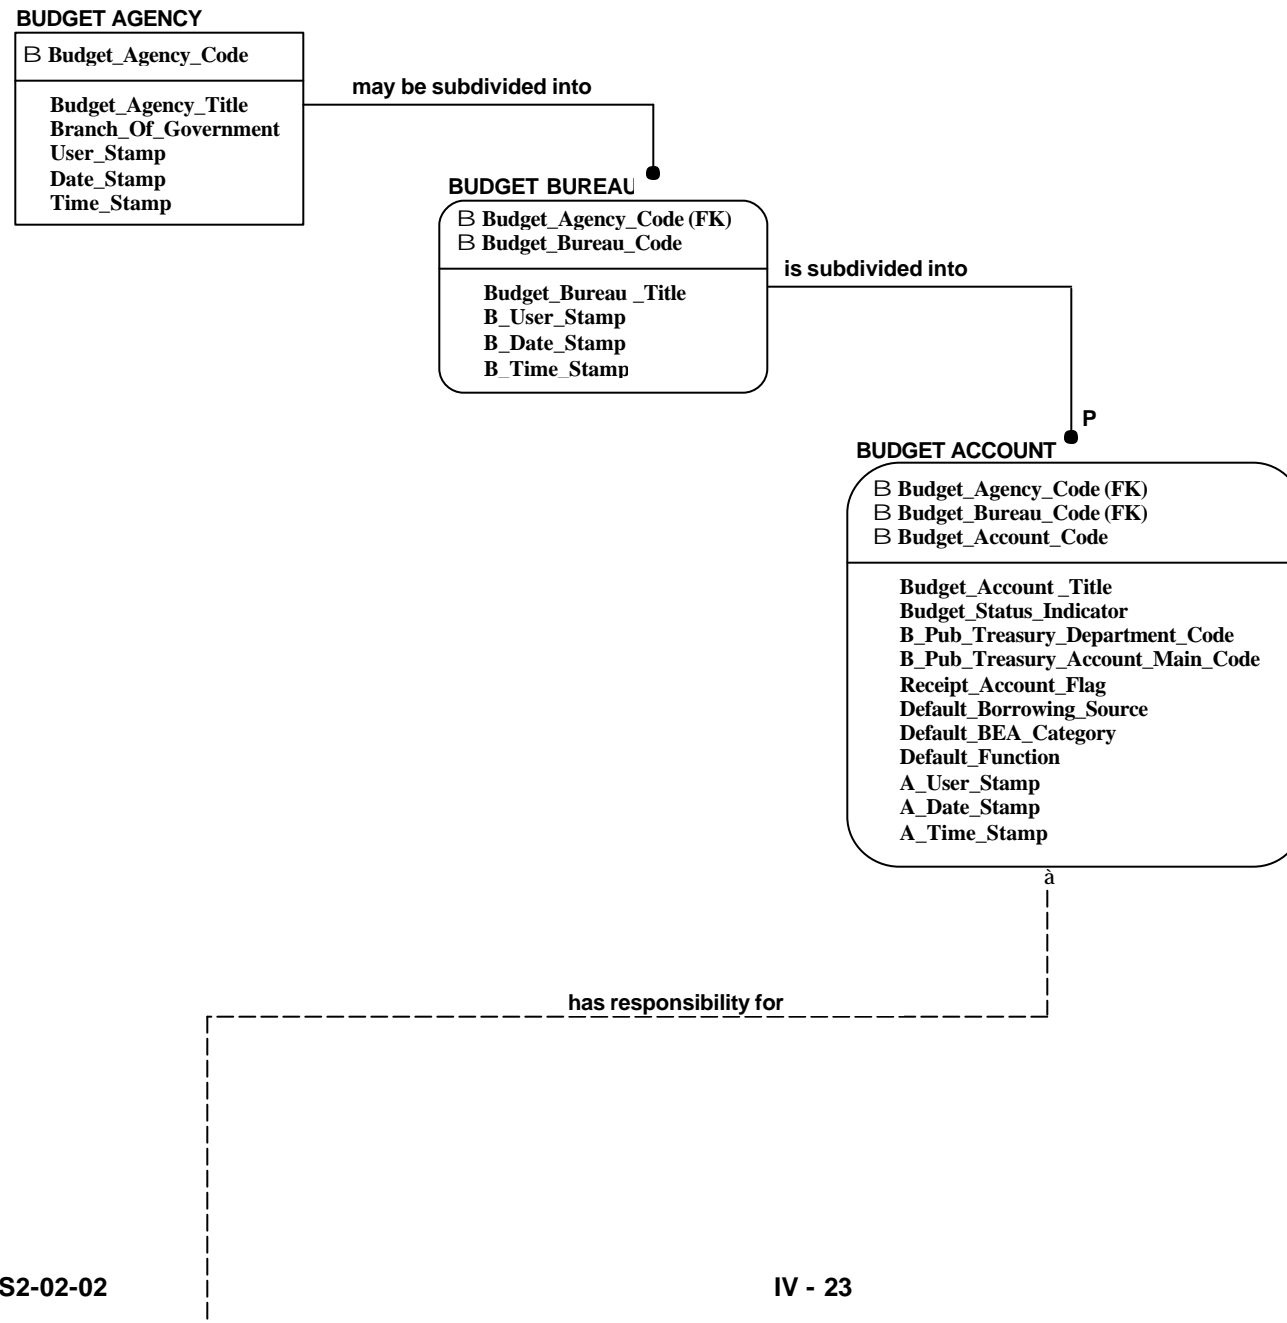 BUDGET AGENCY
B Budget_Agency_Code
Budget_Agency_Title
Branch_Of_Government
User_Stamp
Date_Stamp
Time_Stamp
may be subdivided into
BUDGET BUREAU
B Budget_Agency_Code (FK)
B Budget_Bureau_Code
Budget_Bureau _Title
B_User_Stamp
B_Date_Stamp
B_Time_Stamp
is subdivided into
P
BUDGET ACCOUNT
B Budget_Agency_Code (FK)
B Budget_Bureau_Code (FK)
B Budget_Account_Code
Budget_Account _Title
Budget_Status_Indicator
B_Pub_Treasury_Department_Code
B_Pub_Treasury_Account_Main_Code
Receipt_Account_Flag
Default_Borrowing_Source
Default_BEA_Category
Default_Function
A_User_Stamp
A_Date_Stamp
A_Time_Stamp
à
has responsibility for
S2-02-02
IV - 23